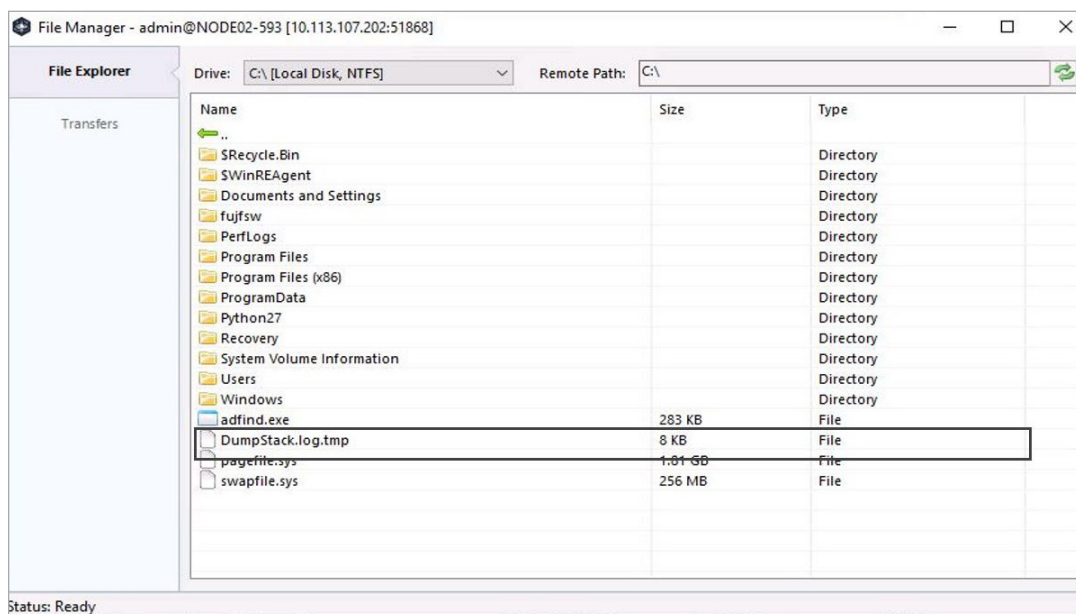 File Manager - admin@NODE02-593 [10.113.107.202:51868]
File Explorer
Transfers
Drive: C:\ [Local Disk, NTFS] Remote Path: C:\
Name Size Type
..
$Recycle.Bin Directory
$WinREAgent Directory
Documents and Settings Directory
fujfsw Directory
PerfLogs Directory
Program Files Directory
Program Files (x86) Directory
ProgramData Directory
Python27 Directory
Recovery Directory
System Volume Information Directory
Users Directory
Windows Directory
adfind.exe 283 KB File
DumpStack.log.tmp 8 KB File
pagefile.sys 1.81 GB File
swapfile.sys 256 MB File
Status: Ready